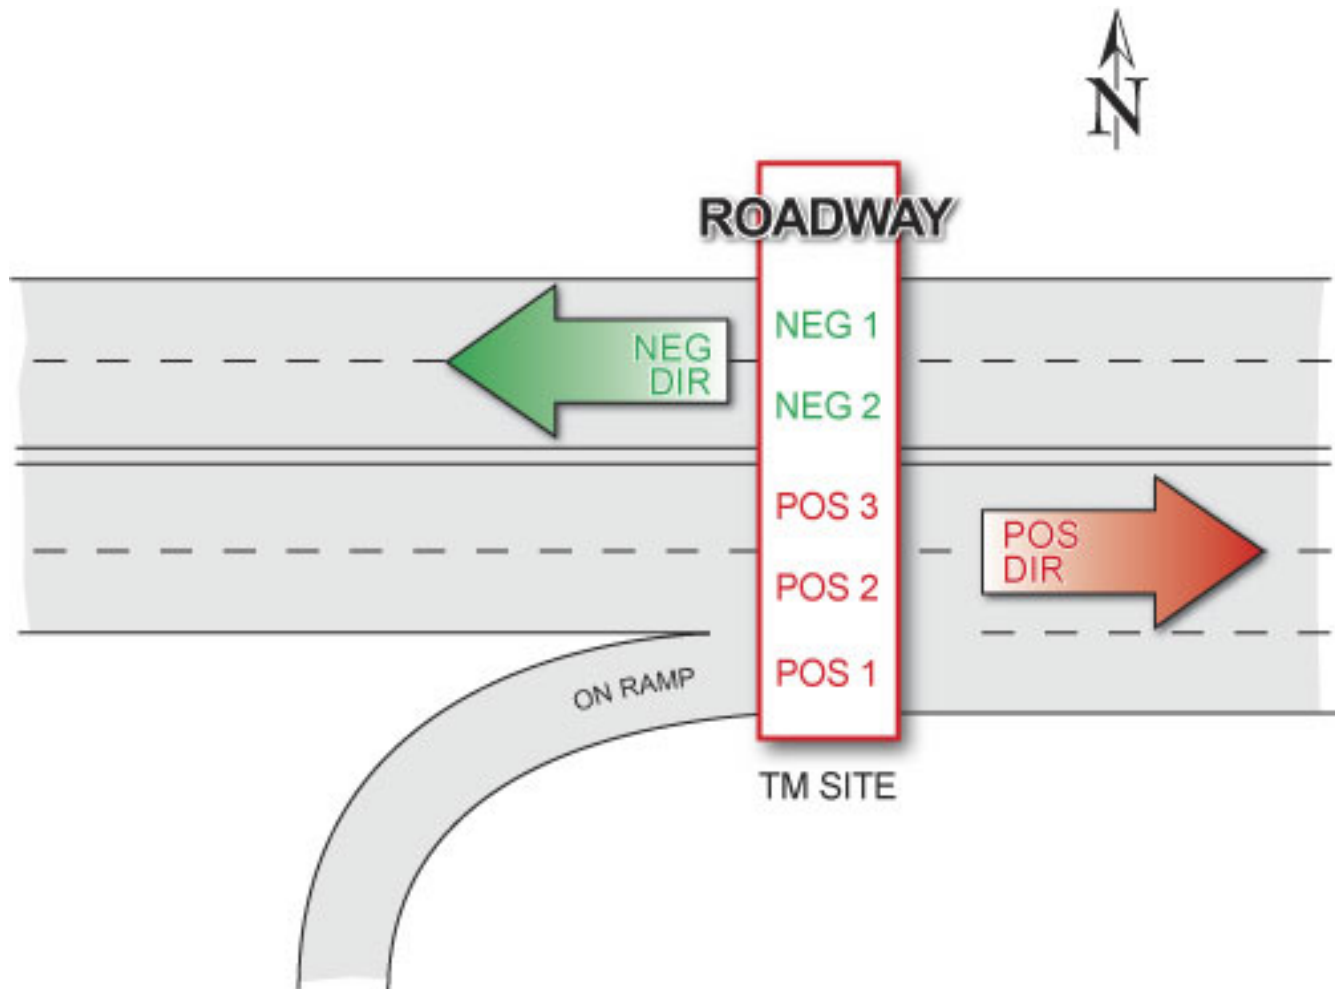 N
ROADWAY
NEG 1
NEG
DIR
NEG 2
POS 3
POS
DIR
POS 2
POS 1
ON RAMP
TM SITE